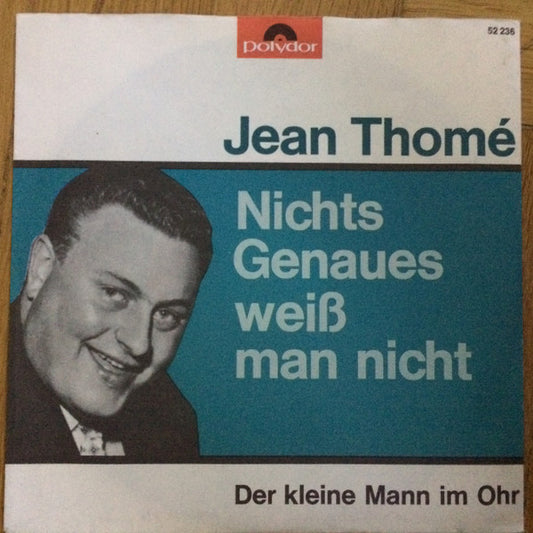 polydor
52 236
Jean Thomé
Nichts
Genaues
weiß
man nicht
Der kleine Mann im Ohr